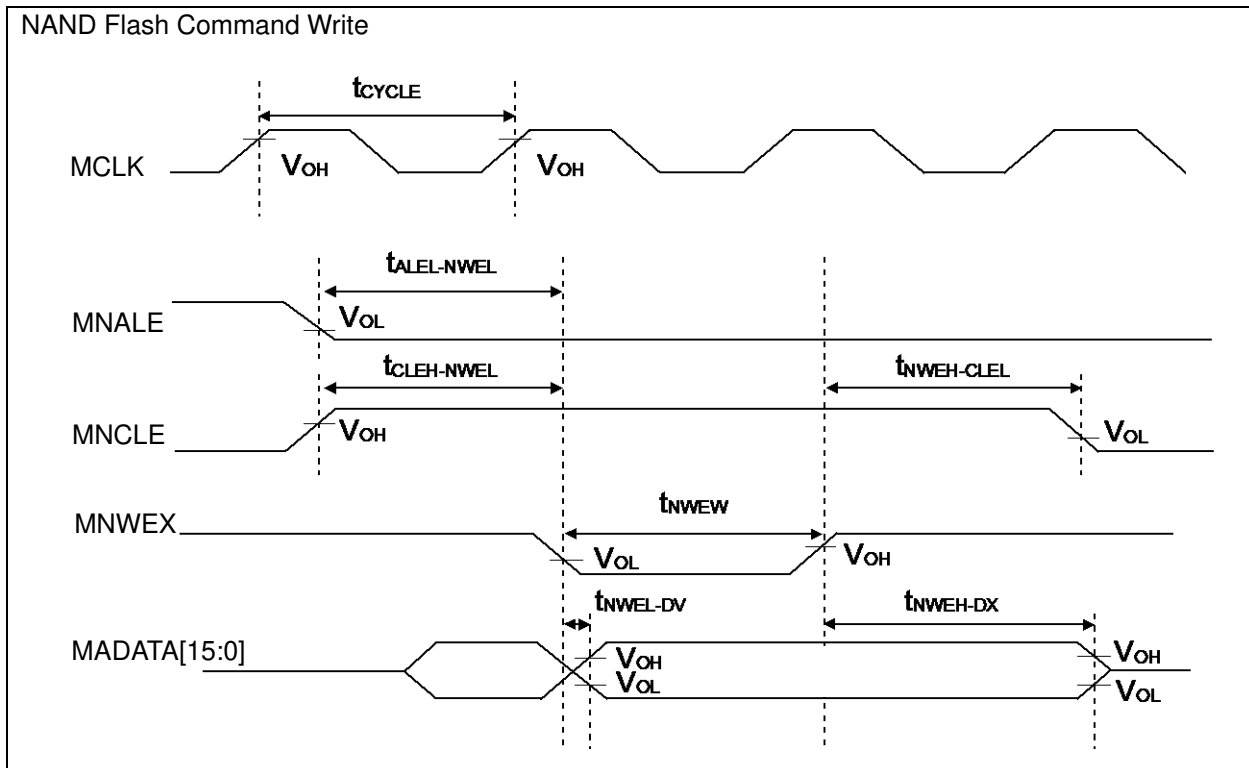 NAND Flash Command Write
tCYCLE
MCLK
VOH
VOH
tALEL-NWEL
MNALE
VOL
tCLEH-NWEL
tNWEH-CLEL
MNCLE
VOH
VOL
tNWEW
MNWEX
VOL
VOH
tNWEL-DV
tNWEH-DX
MADATA[15:0]
VOH
VOH
VOL
VOL